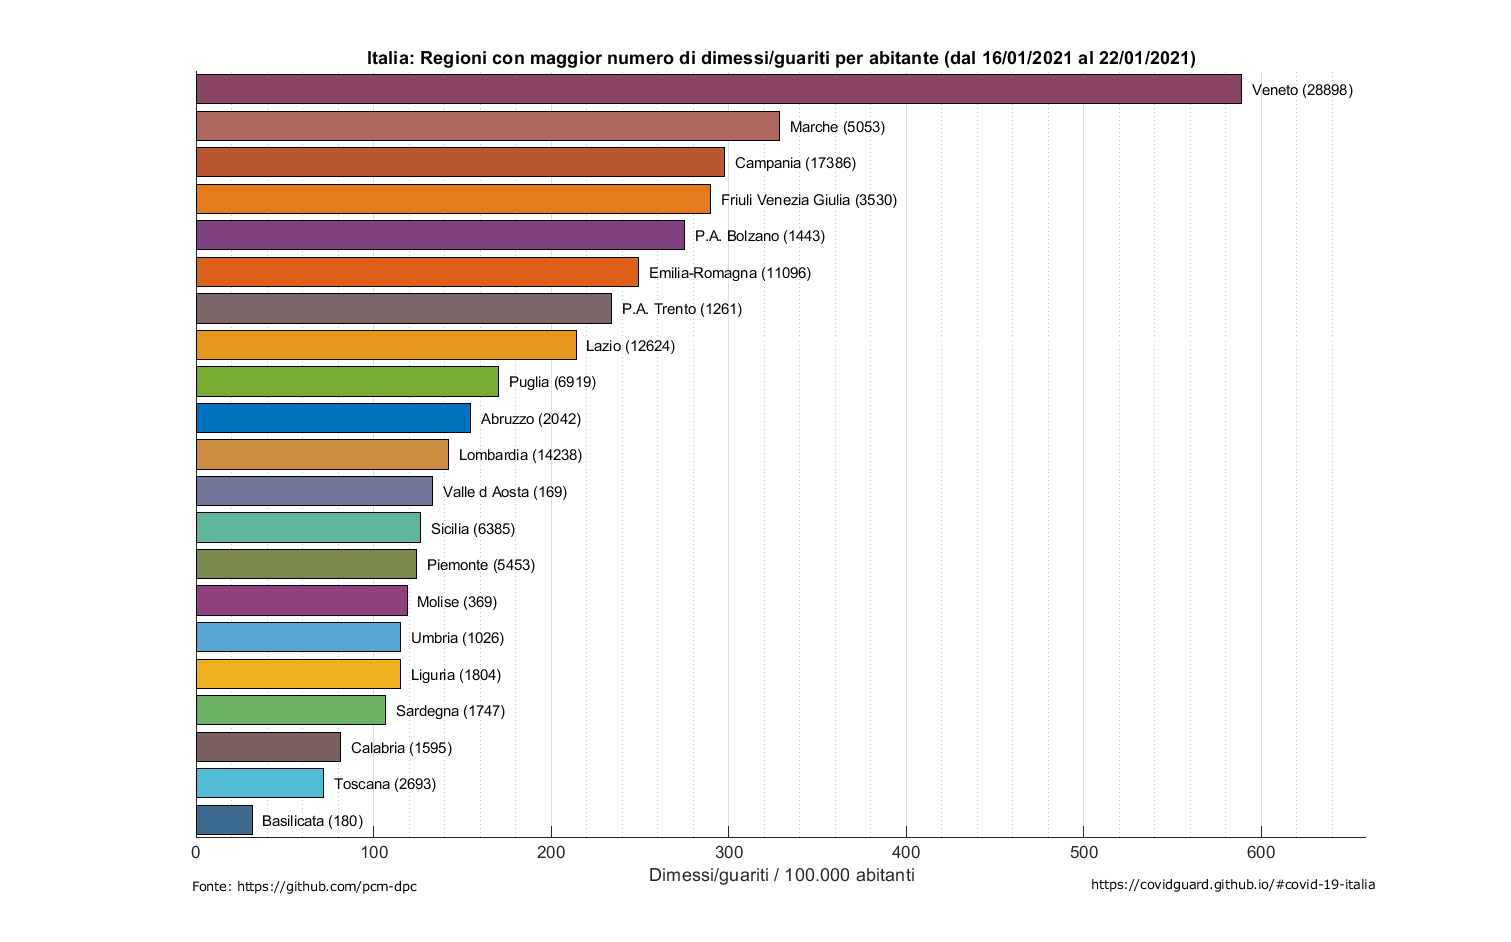 Italia: Regioni con maggior numero di dimessi/guariti per abitante (dal 16/01/2021 al 22/01/2021)
Veneto (28898)
Marche (5053)
Campania (17386)
Friuli Venezia Giulia (3530)
P.A. Bolzano (1443)
Emilia-Romagna (11096)
P.A. Trento (1261)
Lazio (12624)
Puglia (6919)
Abruzzo (2042)
Lombardia (14238)
Valle d Aosta (169)
Sicilia (6385)
Piemonte (5453)
Molise (369)
Umbria (1026)
Liguria (1804)
Sardegna (1747)
Calabria (1595)
Toscana (2693)
Basilicata (180)
0 100 200 300 400 500 600
Dimessi/guariti / 100.000 abitanti
Fonte: https://github.com/pcm-dpc
https://covidguard.github.io/#covid-19-italia